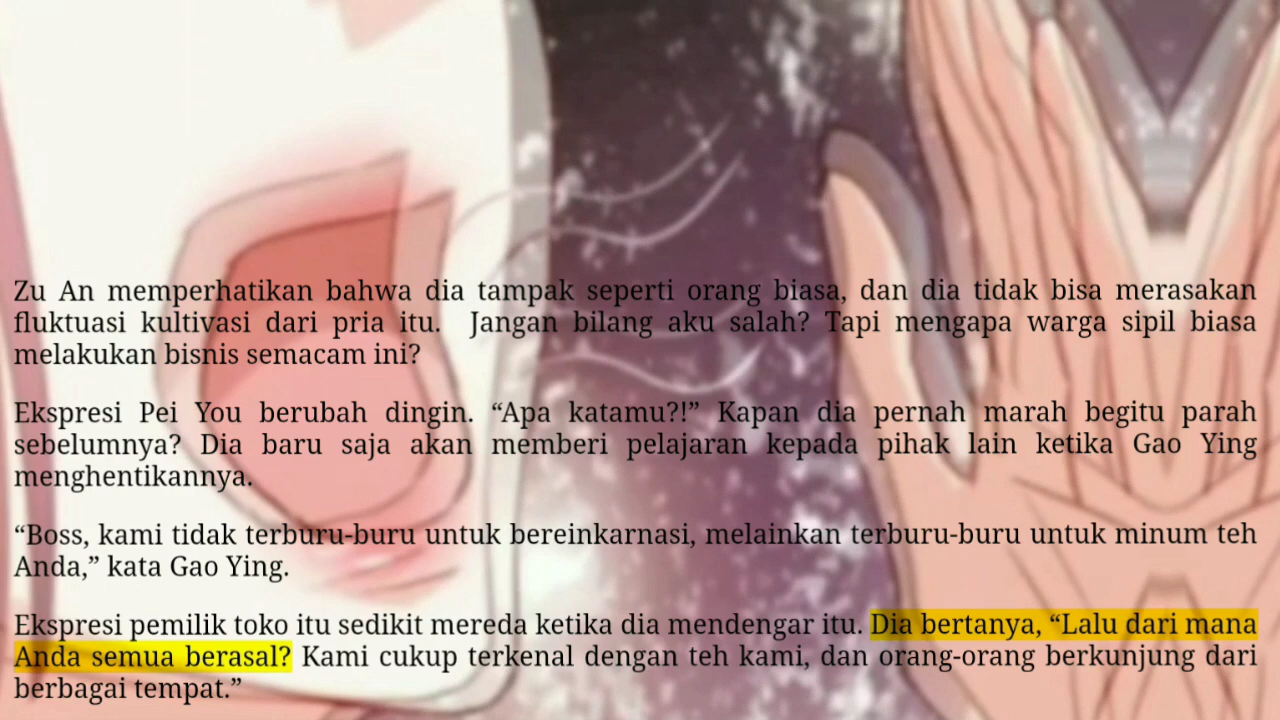 Zu An memperhatikan bahwa dia tampak seperti orang biasa, dan dia tidak bisa merasakan
fluktuasi kultivasi dari pria itu.  Jangan bilang aku salah? Tapi mengapa warga sipil biasa
melakukan bisnis semacam ini?
Ekspresi Pei You berubah dingin. “Apa katamu?!” Kapan dia pernah marah begitu parah
sebelumnya? Dia baru saja akan memberi pelajaran kepada pihak lain ketika Gao Ying
menghentikannya.
“Boss, kami tidak terburu-buru untuk bereinkarnasi, melainkan terburu-buru untuk minum teh
Anda,” kata Gao Ying.
Ekspresi pemilik toko itu sedikit mereda ketika dia mendengar itu. Dia bertanya, “Lalu dari mana
Anda semua berasal? Kami cukup terkenal dengan teh kami, dan orang-orang berkunjung dari
berbagai tempat.”